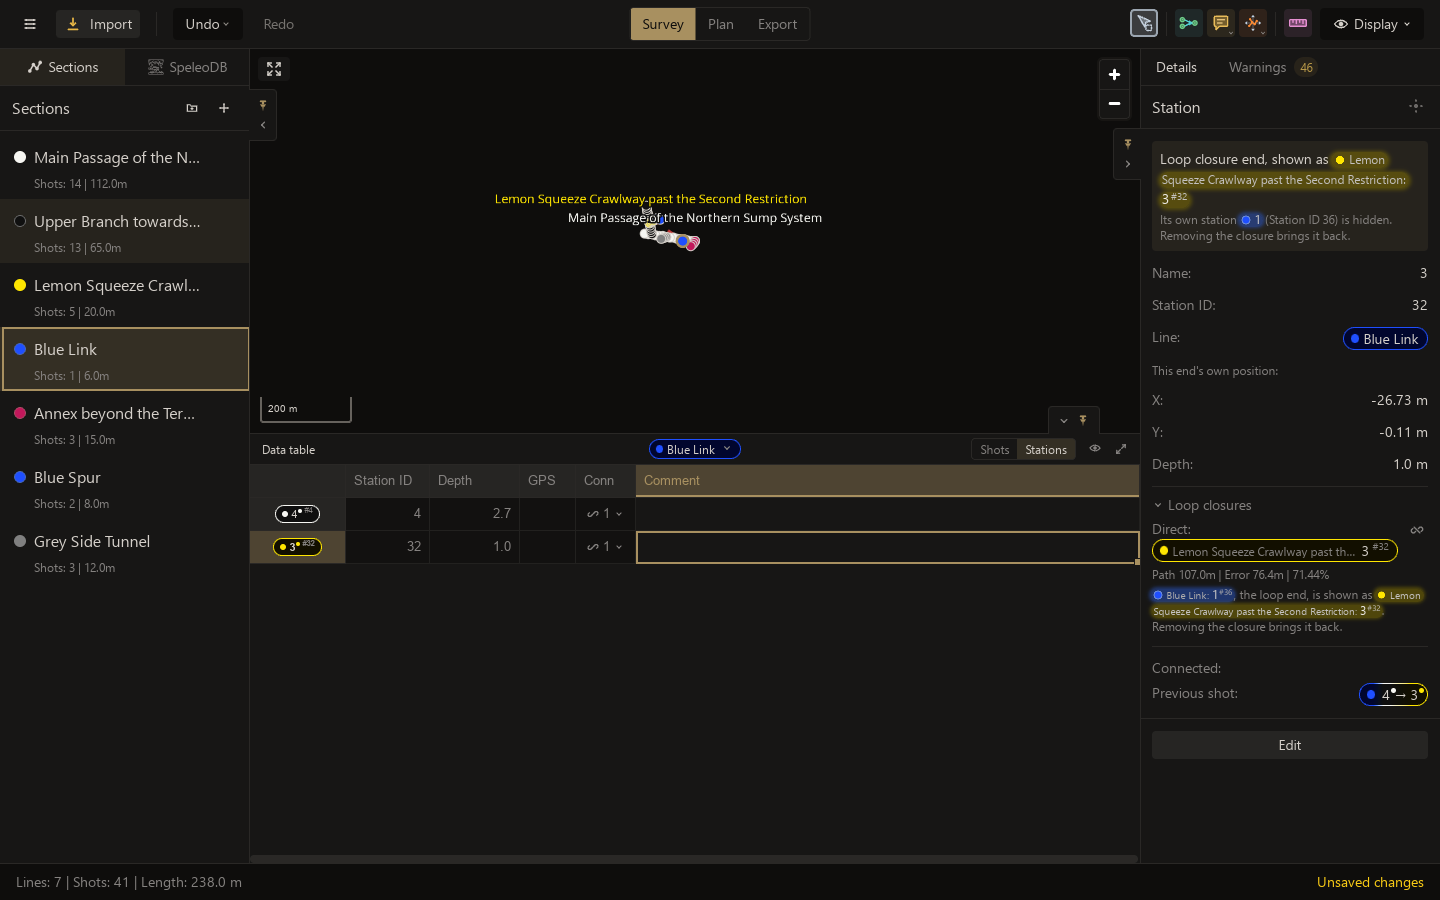 Import
Undo
Redo
Survey
Plan
Export
Display
Sections
SpeleoDB
Sections
Main Passage of the N...
Shots: 14 | 112.0m
Upper Branch towards...
Shots: 13 | 65.0m
Lemon Squeeze Crawl...
Shots: 5 | 20.0m
Blue Link
Shots: 1 | 6.0m
Annex beyond the Ter...
Shots: 3 | 15.0m
Blue Spur
Shots: 2 | 8.0m
Grey Side Tunnel
Shots: 3 | 12.0m
Lemon Squeeze Crawlway past the Second Restriction
Main Passage of the Northern Sump System
200 m
Data table
Blue Link
Shots
Stations
Station ID
Depth
GPS
Conn
Comment
4 #4
4
2.7
1
3 #32
32
1.0
1
Details
Warnings
46
Station
Loop closure end, shown as Lemon
Squeeze Crawlway past the Second Restriction:
3 #32
Its own station 1 (Station ID 36) is hidden.
Removing the closure brings it back.
Name:
3
Station ID:
32
Line:
Blue Link
This end's own position:
X:
-26.73 m
Y:
-0.11 m
Depth:
1.0 m
Loop closures
Direct:
Lemon Squeeze Crawlway past th... 3 #32
Path 107.0m | Error 76.4m | 71.44%
Blue Link: 1 #36, the loop end, is shown as Lemon
Squeeze Crawlway past the Second Restriction: 3 #32.
Removing the closure brings it back.
Connected:
Previous shot:
4 → 3
Edit
Lines: 7 | Shots: 41 | Length: 238.0 m
Unsaved changes